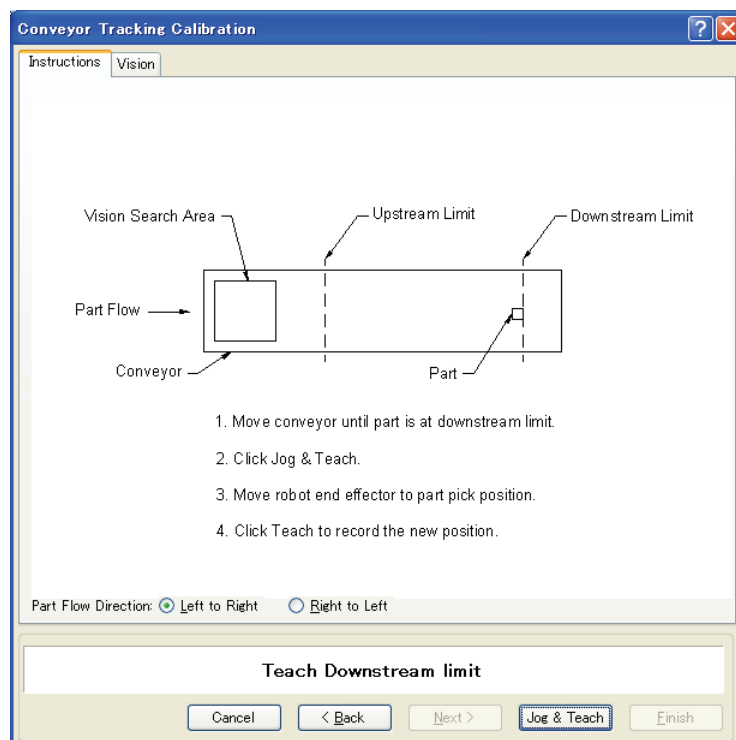 Conveyor Tracking Calibration
Instructions Vision
Vision Search Area Upstream Limit Downstream Limit
Part Flow
Conveyor Part
1. Move conveyor until part is at downstream limit.
2. Click Jog & Teach.
3. Move robot end effector to part pick position.
4. Click Teach to record the new position.
Part Flow Direction: Left to Right Right to Left
Teach Downstream limit
Cancel < Back Next > Jog & Teach Finish